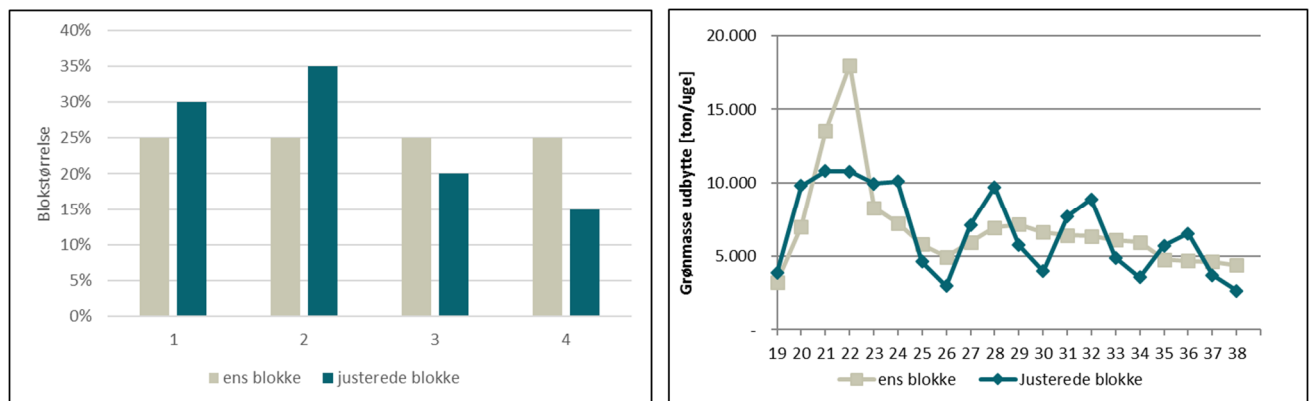 40%
35%
30%
25%
20%
15%
10%
5%
0%
Blokstørrelse
1 2 3 4
ens blokke justerede blokke
20.000
15.000
10.000
5.000
-
Grønmasse udbytte [ton/uge]
19 20 21 22 23 24 25 26 27 28 29 30 31 32 33 34 35 36 37 38
ens blokke Justerede blokke